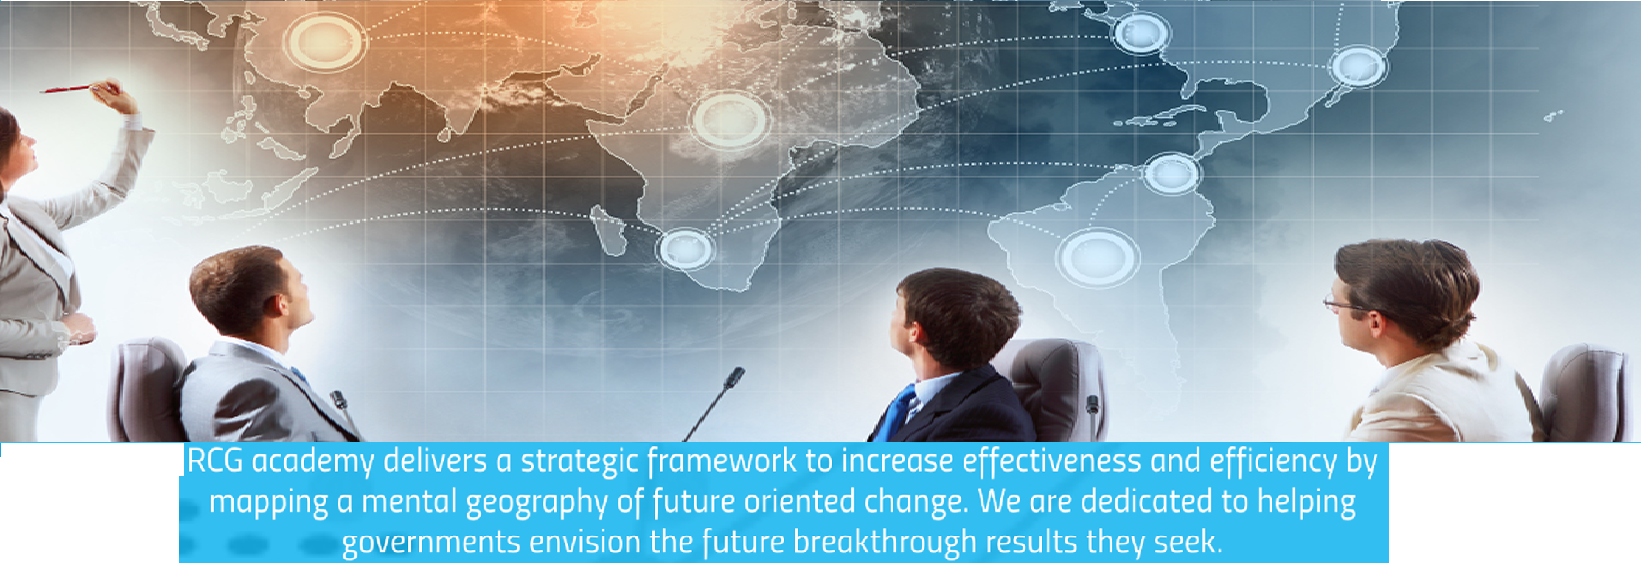 RCG academy delivers a strategic framework to increase effectiveness and efficiency by
mapping a mental geography of future oriented change. We are dedicated to helping
governments envision the future breakthrough results they seek.